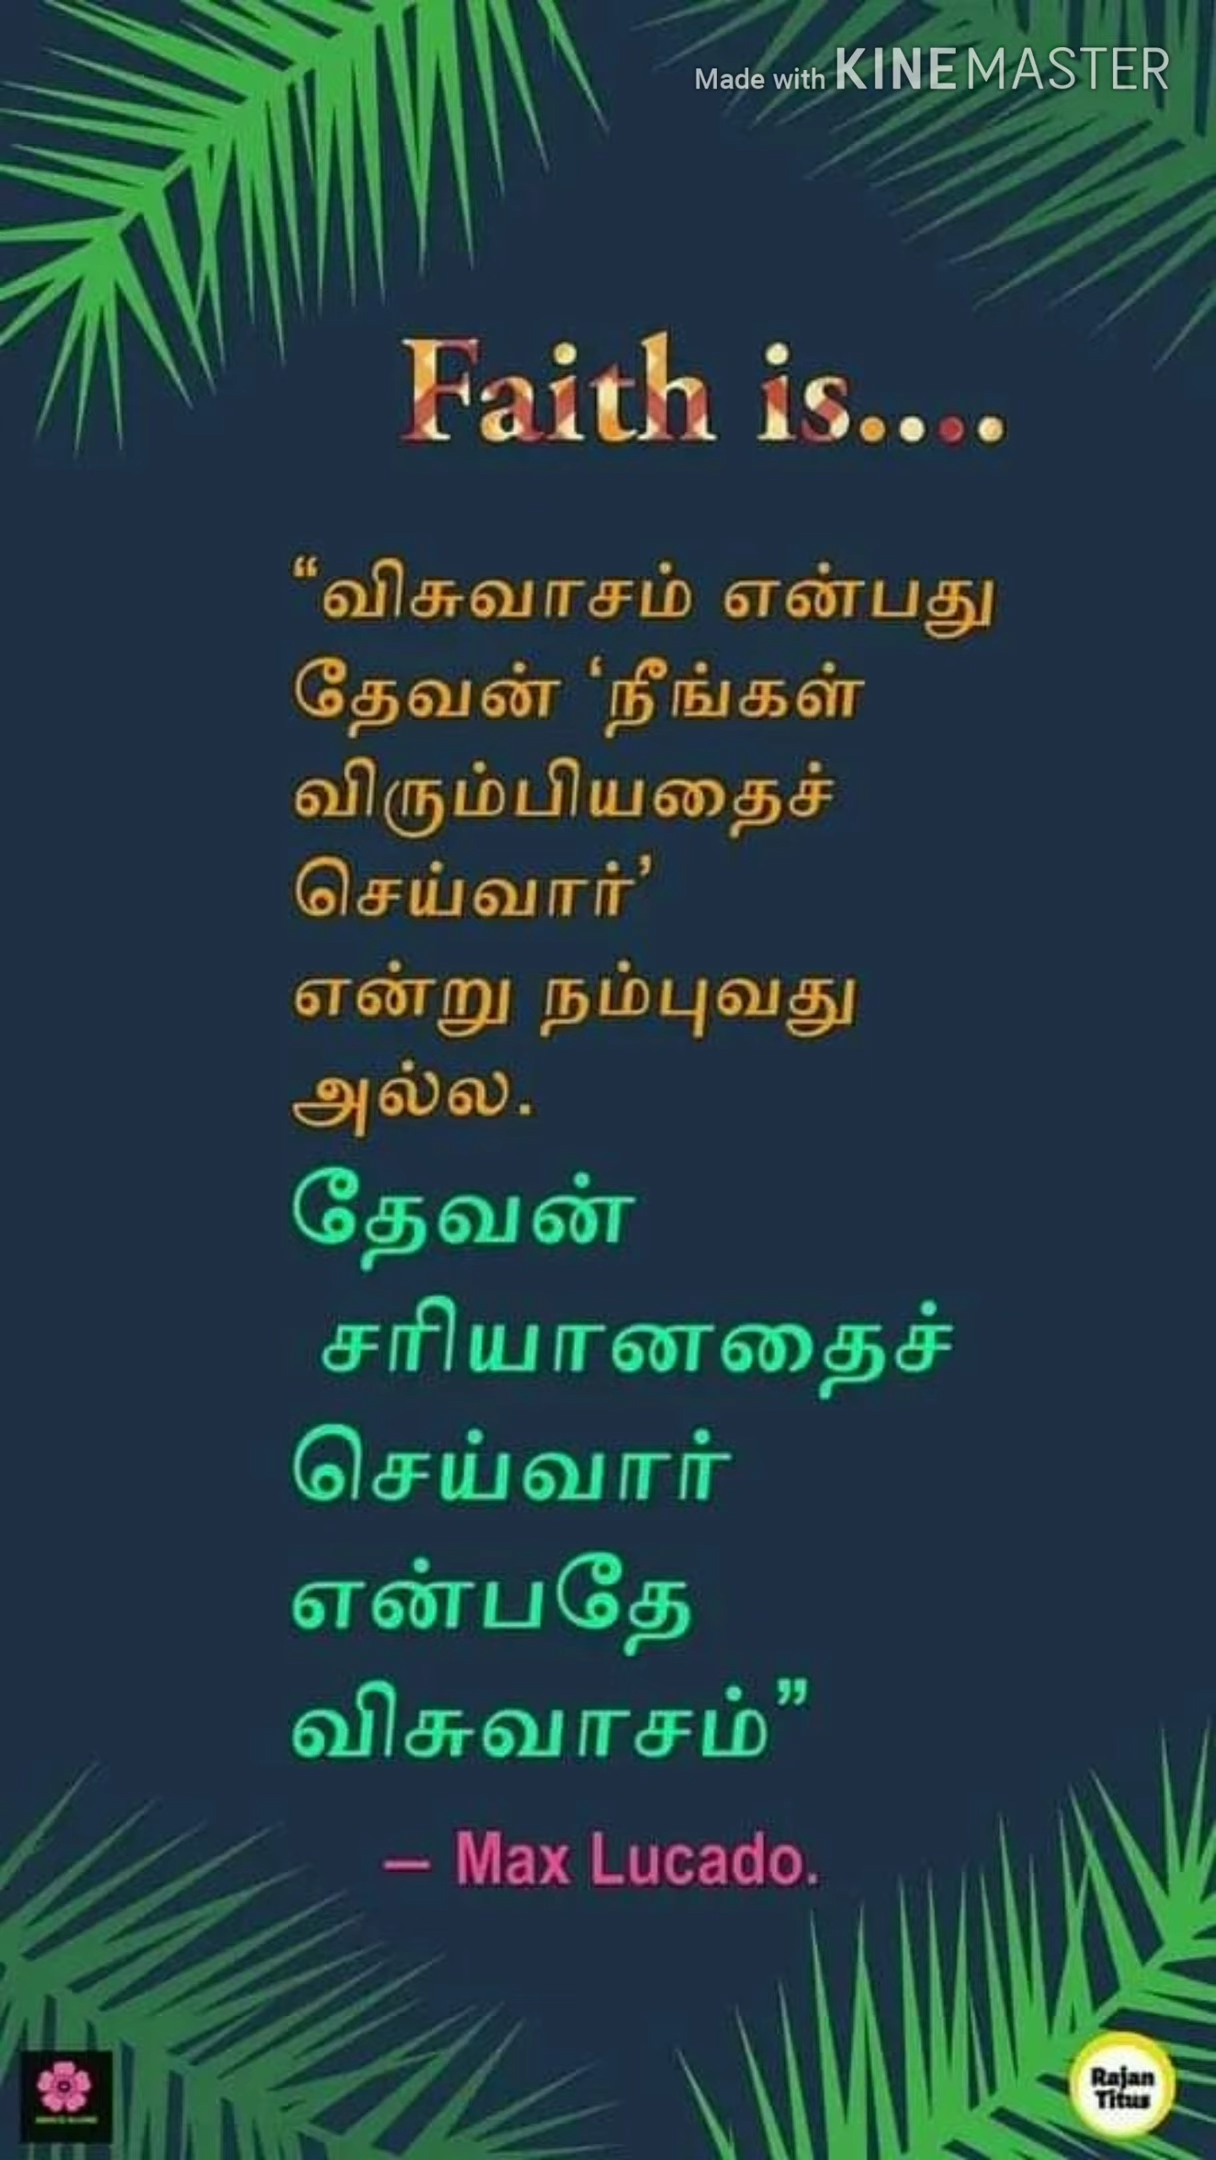 Made with KINEMASTER
Faith is....
“விசுவாசம் என்பது
தேவன் ‘நீங்கள்
விரும்பியதைச்
செய்வார்’
என்று நம்புவது
அல்ல.
தேவன்
சரியானதைச்
செய்வார்
என்பதே
விசுவாசம்”
– Max Lucado.
Rajan
Titus